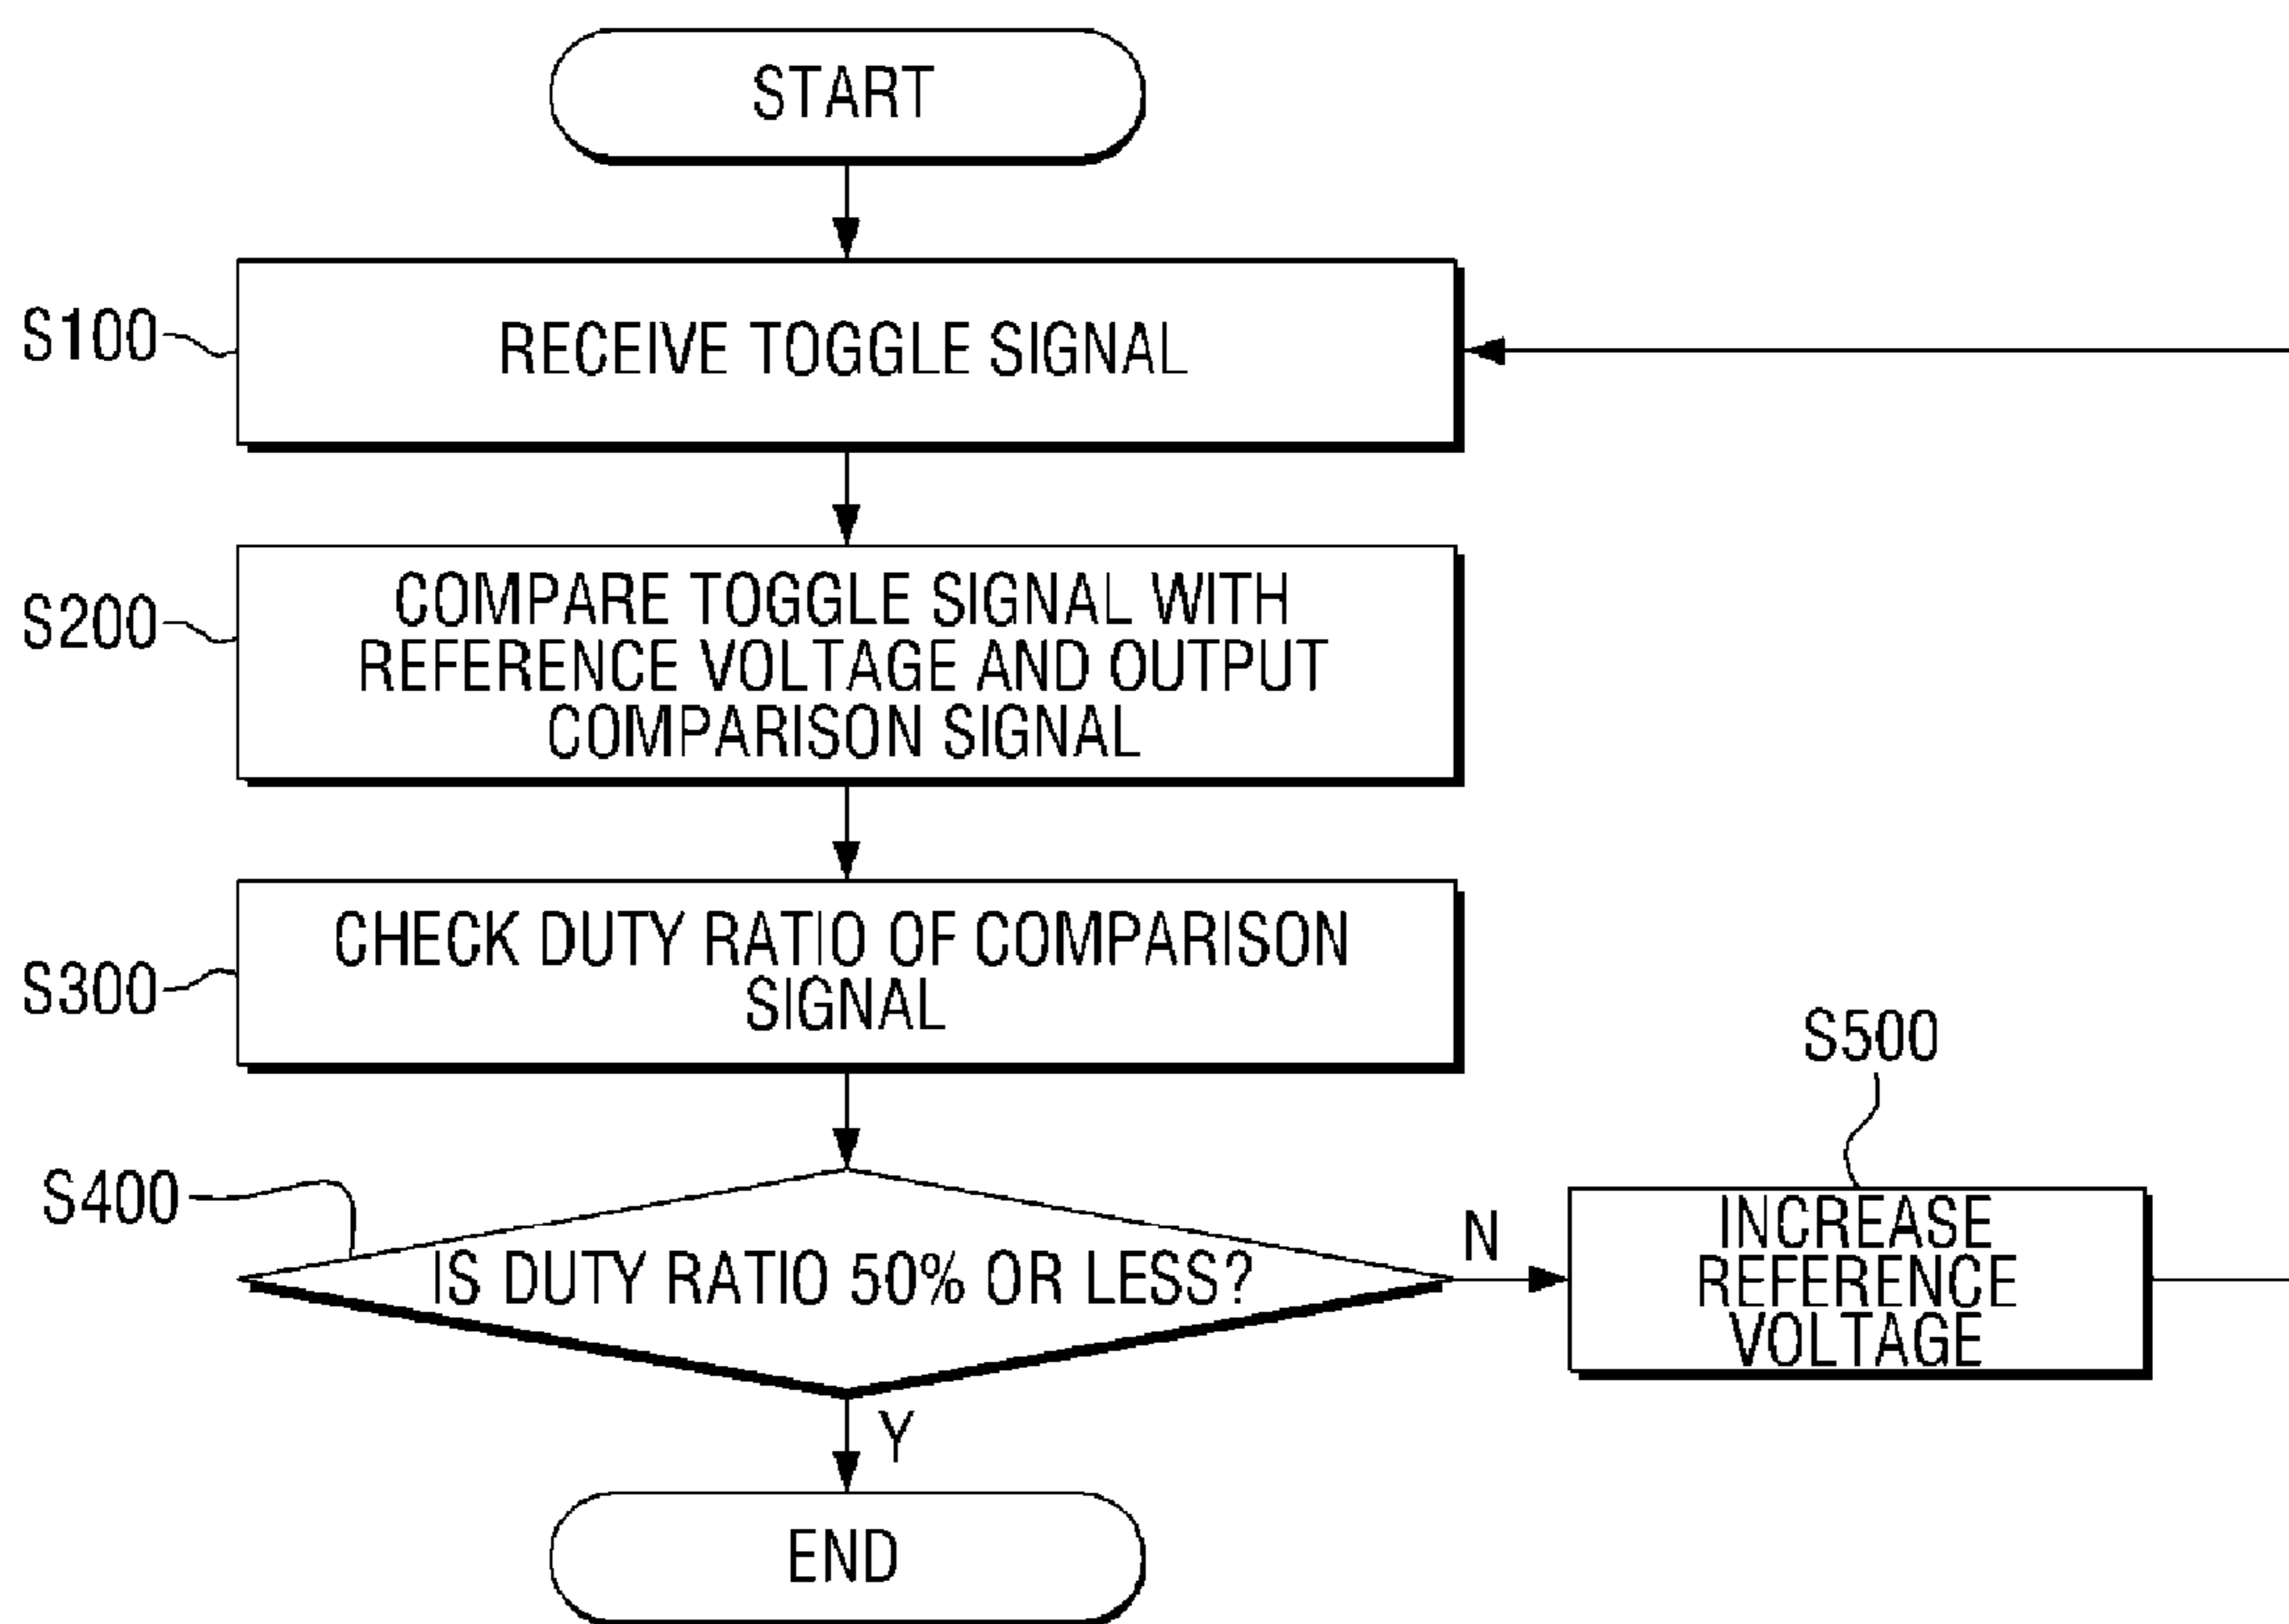 START
S100
RECEIVE TOGGLE SIGNAL
S200
COMPARE TOGGLE SIGNAL WITH
REFERENCE VOLTAGE AND OUTPUT
COMPARISON SIGNAL
S300
CHECK DUTY RATIO OF COMPARISON
SIGNAL
S400
IS DUTY RATIO 50% OR LESS?
N
S500
INCREASE
REFERENCE
VOLTAGE
Y
END